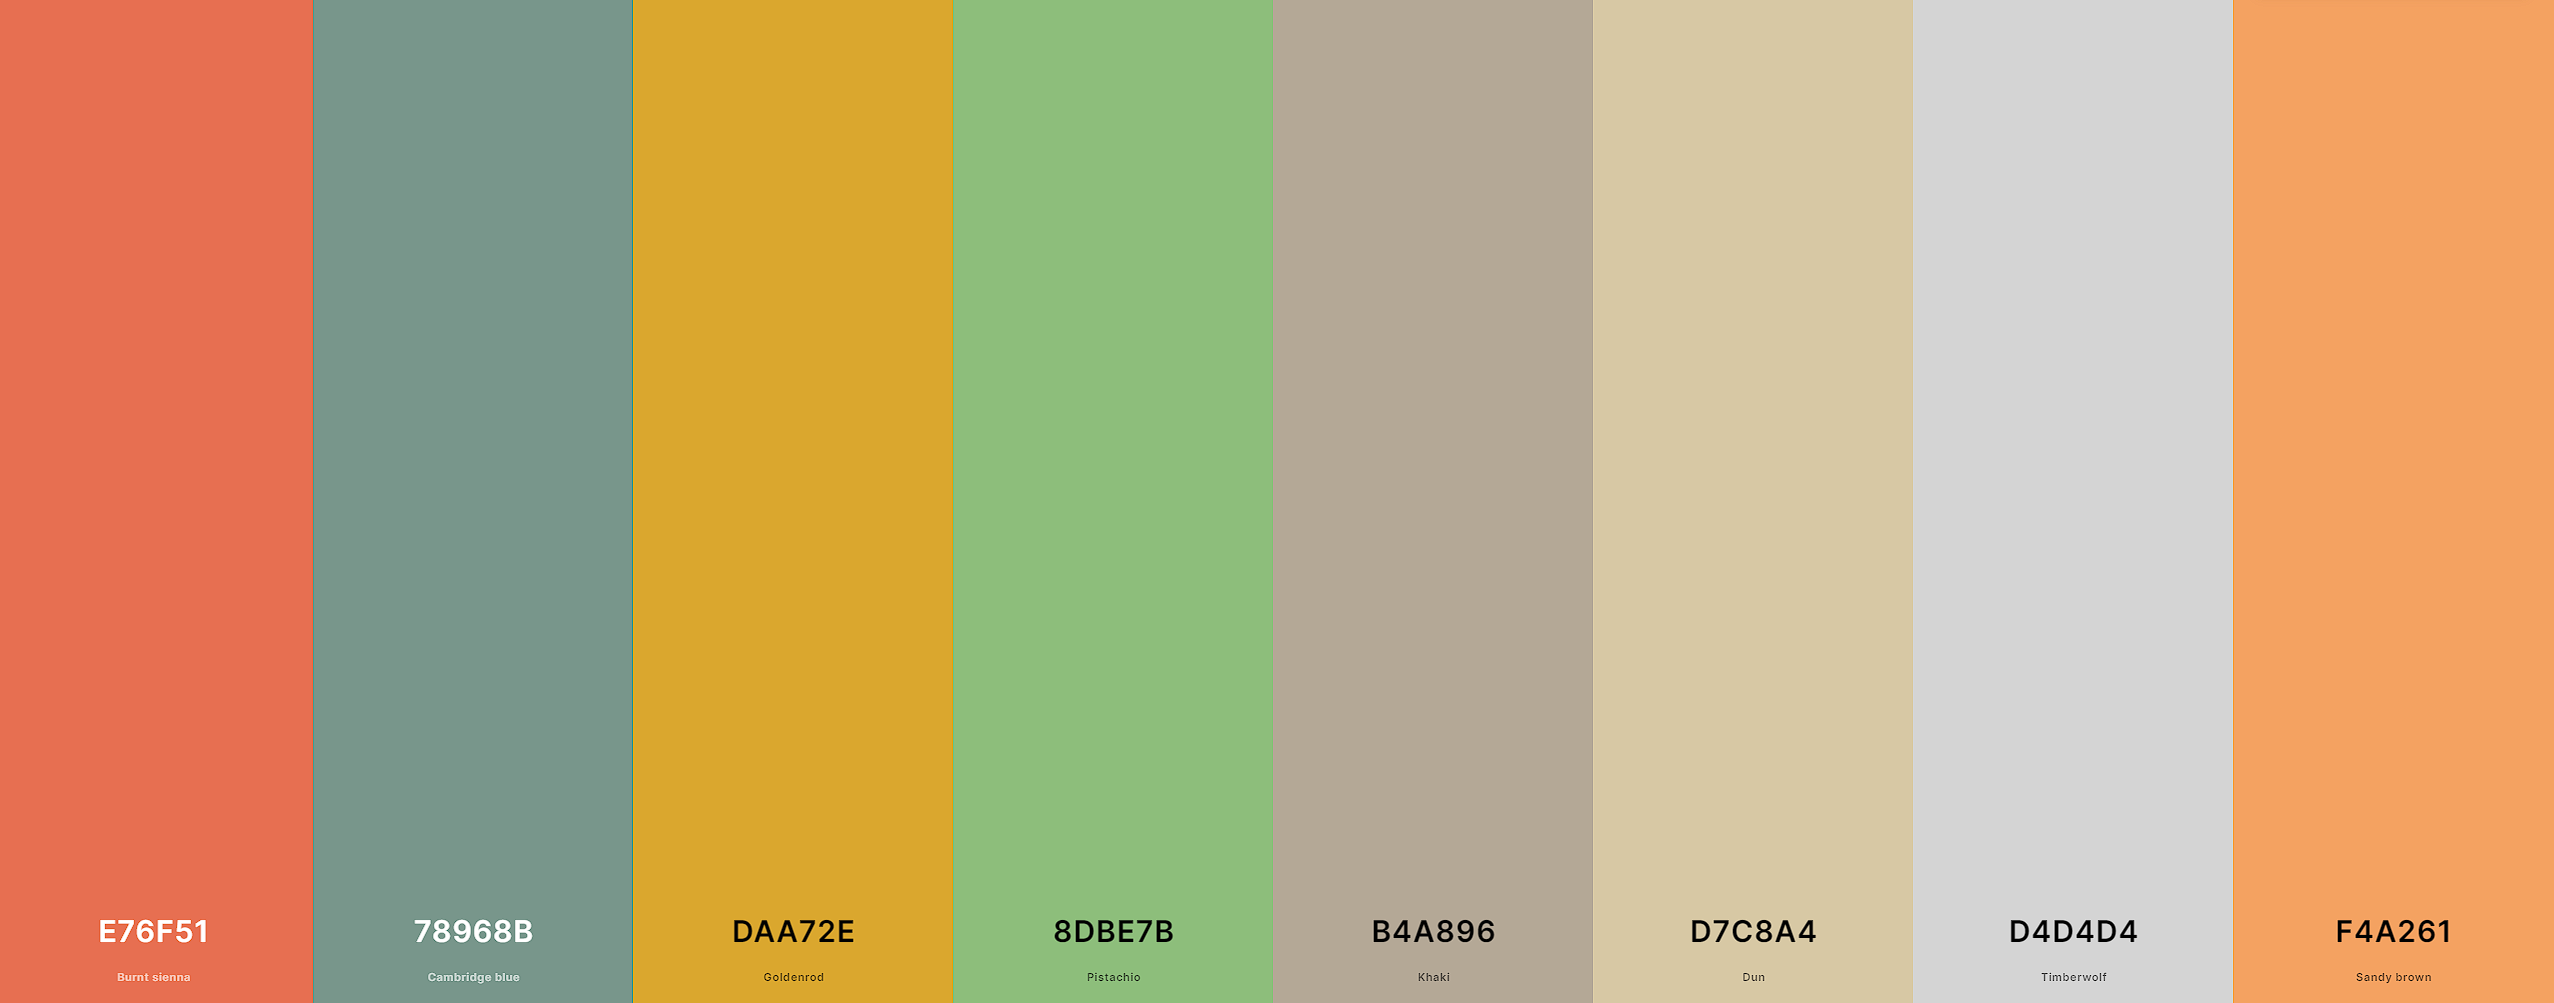 E76F51
Burnt sienna
78968B
Cambridge blue
DAA72E
Goldenrod
8DBE7B
Pistachio
B4A896
Khaki
D7C8A4
Dun
D4D4D4
Timberwolf
F4A261
Sandy brown